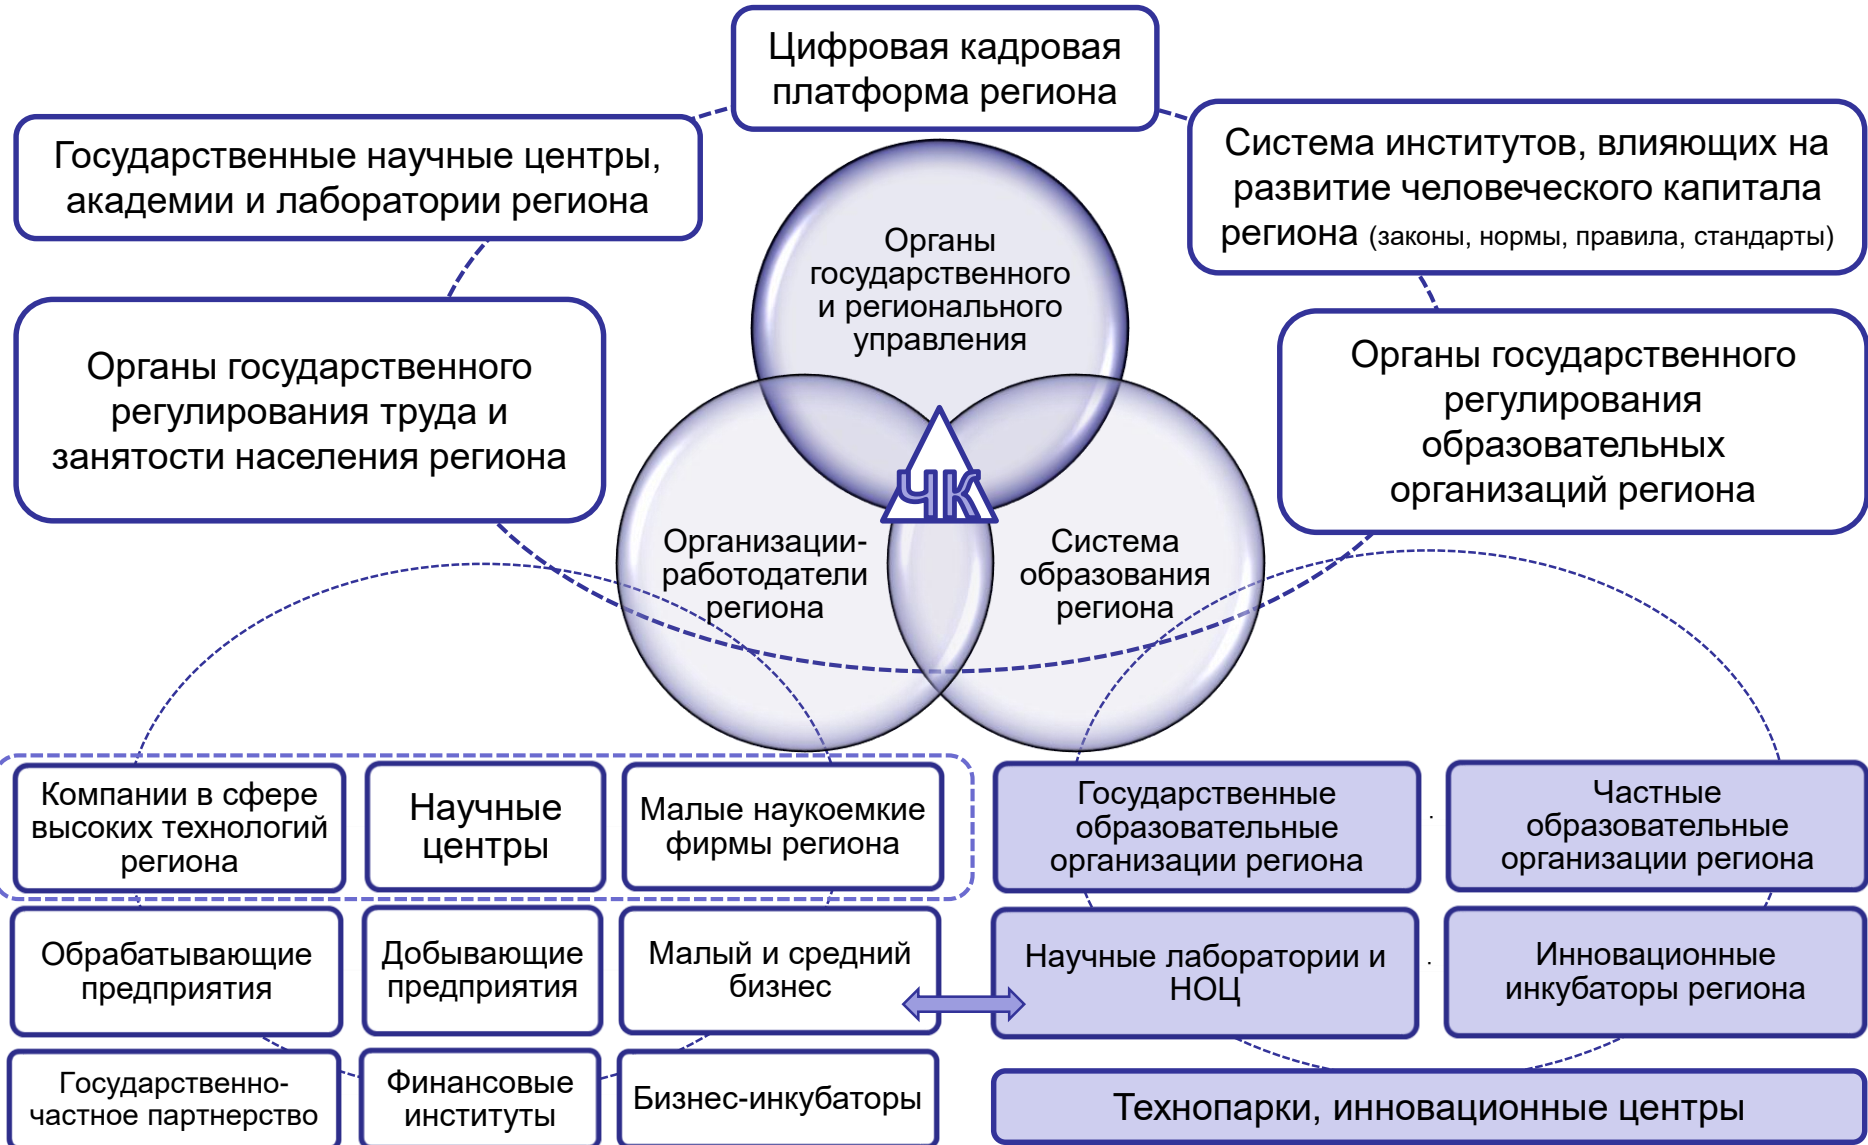 Цифровая кадровая
платформа региона
Государственные научные центры,
академии и лаборатории региона
Система институтов, влияющих на
развитие человеческого капитала
региона (законы, нормы, правила, стандарты)
Органы
государственного
и регионального
управления
Органы государственного
регулирования труда и
занятости населения региона
Органы государственного
регулирования
образовательных
организаций региона
ЧК
Организации-
работодатели
региона
Система
образования
региона
Компании в сфере
высоких технологий
региона
Научные
центры
Малые наукоемкие
фирмы региона
Государственные
образовательные
организации региона
Частные
образовательные
организации региона
Обрабатывающие
предприятия
Добывающие
предприятия
Малый и средний
бизнес
Научные лаборатории и
НОЦ
Инновационные
инкубаторы региона
Государственно-
частное партнерство
Финансовые
институты
Бизнес-инкубаторы
Технопарки, инновационные центры